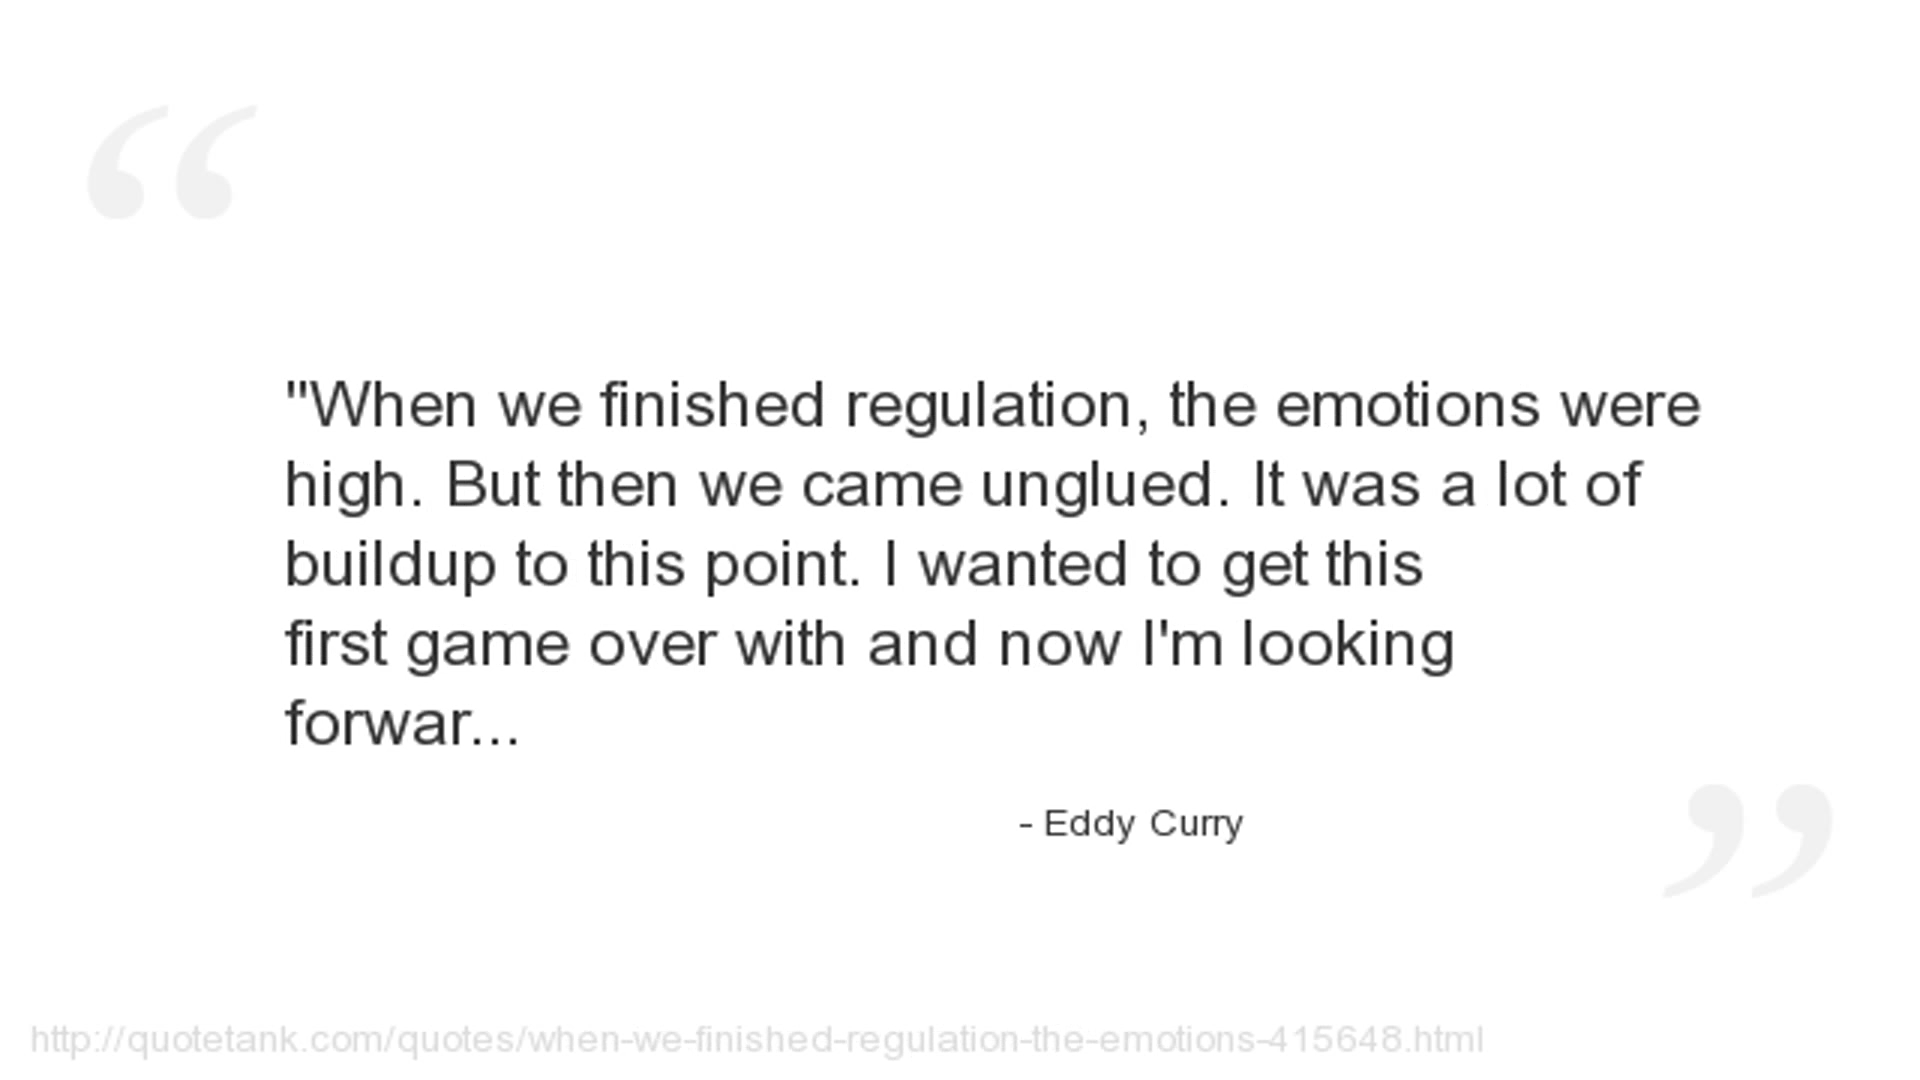 "When we finished regulation, the emotions were
high. But then we came unglued. It was a lot of
buildup to this point. I wanted to get this
first game over with and now I'm looking
forwar...
- Eddy Curry
http://quotetank.com/quotes/when-we-finished-regulation-the-emotions-415648.html